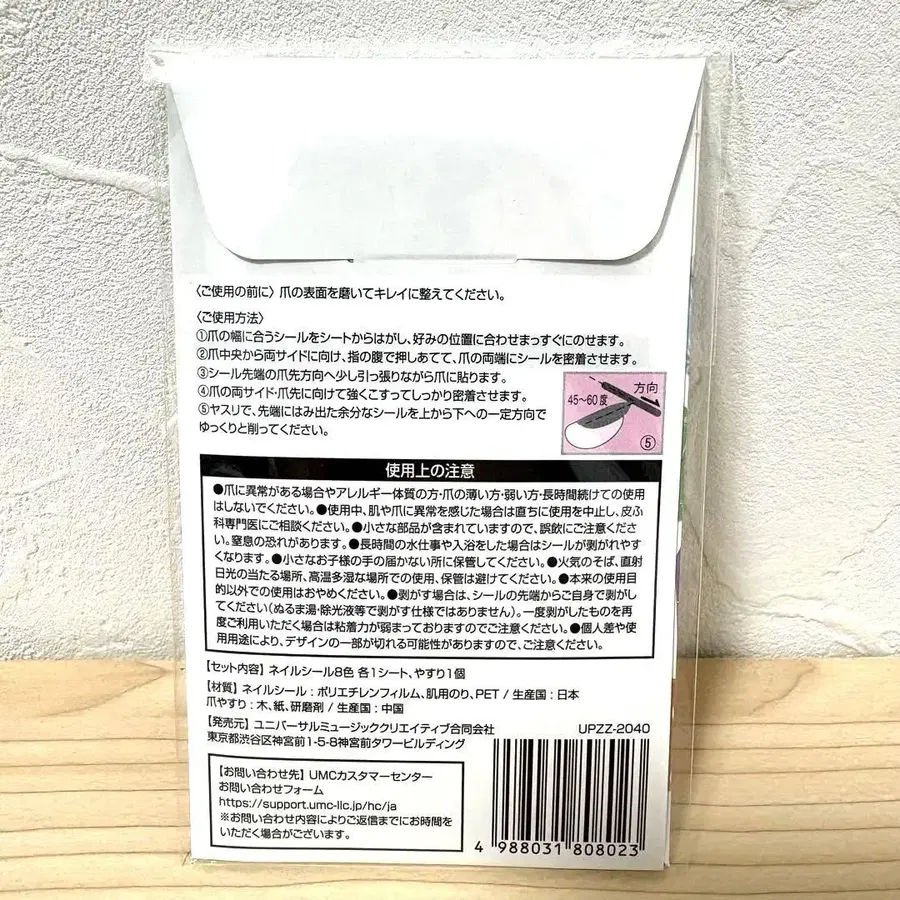 〈ご使用の前に〉爪の表面を磨いてキレイに整えてください。
〈ご使用方法〉
①爪の幅に合うシールをシートからはがし、好みの位置に合わせまっすぐにのせます。
②爪中央から両サイドに向け、指の腹で押しあてて、爪の両端にシールを密着させます。
③シール先端の爪先方向へ少し引っ張りながら爪に貼ります。
④爪の両サイド・爪先に向けて強くこすってしっかり密着させます。
⑤ヤスリで、先端にはみ出た余分なシールを上から下への一定方向で
ゆっくりと削ってください。
方向
45〜60度
⑤
使用上の注意
●爪に異常がある場合やアレルギー体質の方・爪の薄い方・弱い方・長時間続けての使用
はしないでください。●使用中、肌や爪に異常を感じた場合は直ちに使用を中止し、皮ふ
科専門医にご相談ください。●小さな部品が含まれていますので、誤飲にご注意くださ
い。窒息の恐れがあります。●長時間の水仕事や入浴をした場合はシールが剥がれやす
くなります。●小さなお子様の手の届かない所に保管してください。●火気のそば、直射
日光の当たる場所、高温多湿な場所での使用、保管は避けてください。●本来の使用目
的以外での使用はおやめください。●剥がす場合は、シールの先端からご自身で剥がし
てください(ぬるま湯・除光液等で剥がす仕様ではありません)。一度剥がしたものを再
度ご利用いただく場合は粘着力が弱まっておりますのでご注意ください。●個人差や使
用用途により、デザインの一部が切れる可能性がありますので、ご注意ください。
【セット内容】ネイルシール8色 各1シート、やすり1個
【材質】ネイルシール：ポリエチレンフィルム、肌用のり、PET / 生産国：日本
爪やすり：木、紙、研磨剤 / 生産国：中国
【発売元】ユニバーサルミュージッククリエイティブ合同会社
UPZZ-2040
東京都渋谷区神宮前1-5-8神宮前タワービルディング
【お問い合わせ先】UMCカスタマーセンター
お問い合わせフォーム
https://support.umc-llc.jp/hc/ja
※お問い合わせ内容によりご返信までにお時間を
いただく場合がございます。
4 988031 808023